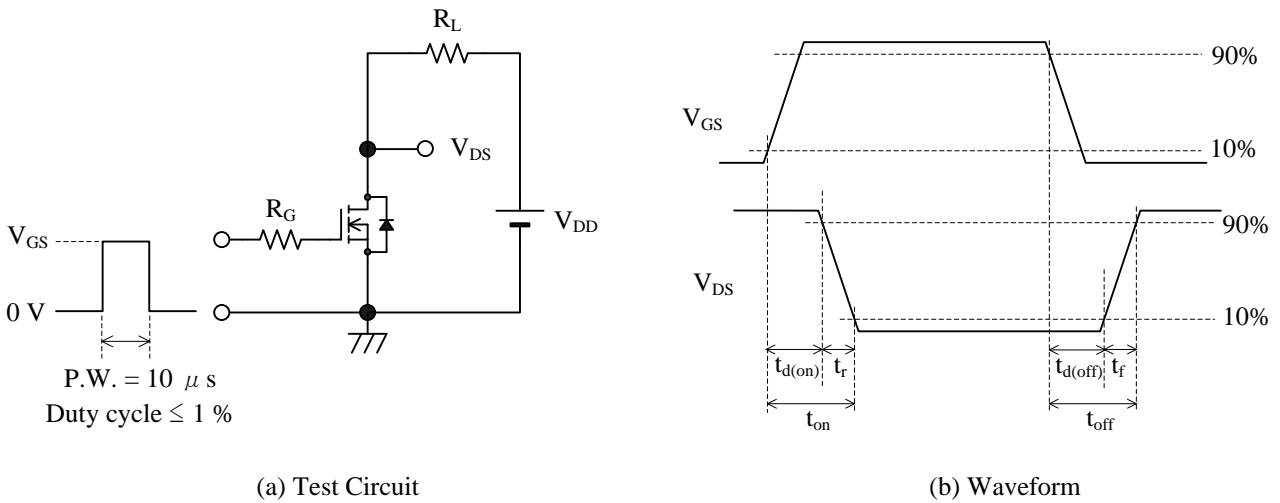 R_L
V_DS
R_G
V_DD
V_GS
0 V
P.W. = 10 μ s
Duty cycle ≤ 1 %
(a) Test Circuit
90%
V_GS
10%
90%
V_DS
10%
t_d(on) t_r t_d(off) t_f
t_on t_off
(b) Waveform